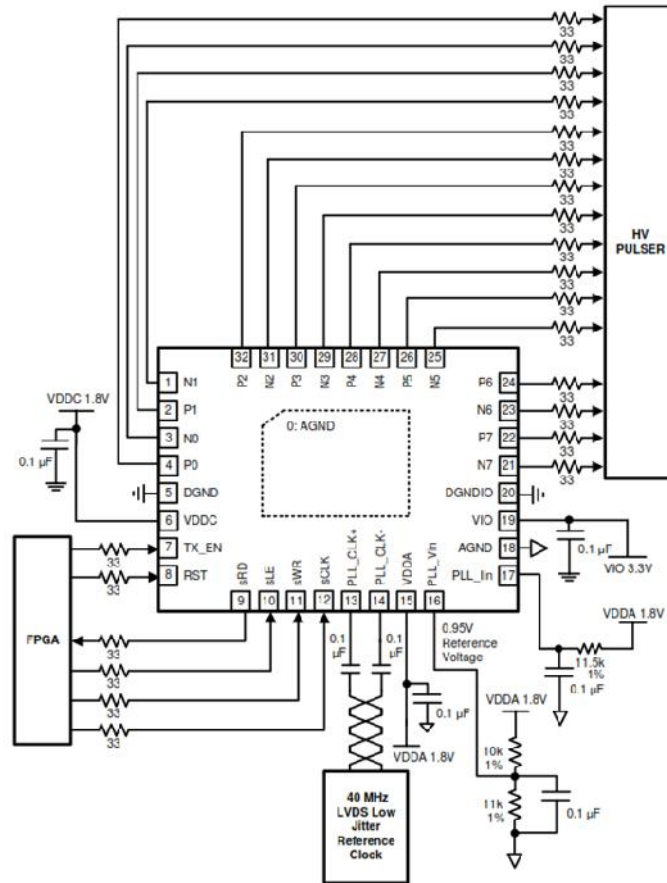 33
33
33
33
33
33
33
33
33
33
33
33
HV
PULSER
32 31 30 29 28 27 26 25
P2 N2 P3 N3 P4 N4 P5 N5
1 N1
2 P1
3 N0
4 P0
5 DGND
6 VDDC
7 TX_EN
8 RST
VDDC 1.8V
0.1 µF
0: AGND
P6 24
N6 23
P7 22
N7 21
DGNDIO 20
VIO 19
AGND 18
PLL_Iin 17
33
33
33
33
0.1 µF
VIO 3.3V
sRD sLE sWR sCLK PLL_CLK+ PLL_CLK- VDDA PLL_Vin
9 10 11 12 13 14 15 16
FPGA
33
33
33
33
33
33
0.1
µF
0.1
µF
0.95V
Reference
Voltage
0.1 µF
VDDA 1.8V
VDDA 1.8V
11.5k
1%
0.1 µF
VDDA 1.8V
10k
1%
11k
1%
0.1 µF
40 MHz
LVDS Low
Jitter
Reference
Clock